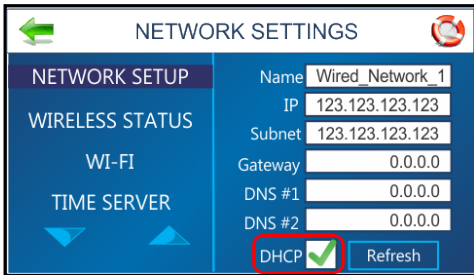 NETWORK SETTINGS
NETWORK SETUP
WIRELESS STATUS
WI-FI
TIME SERVER
Name Wired_Network_1
IP 123.123.123.123
Subnet 123.123.123.123
Gateway 0.0.0.0
DNS #1 0.0.0.0
DNS #2 0.0.0.0
DHCP Refresh